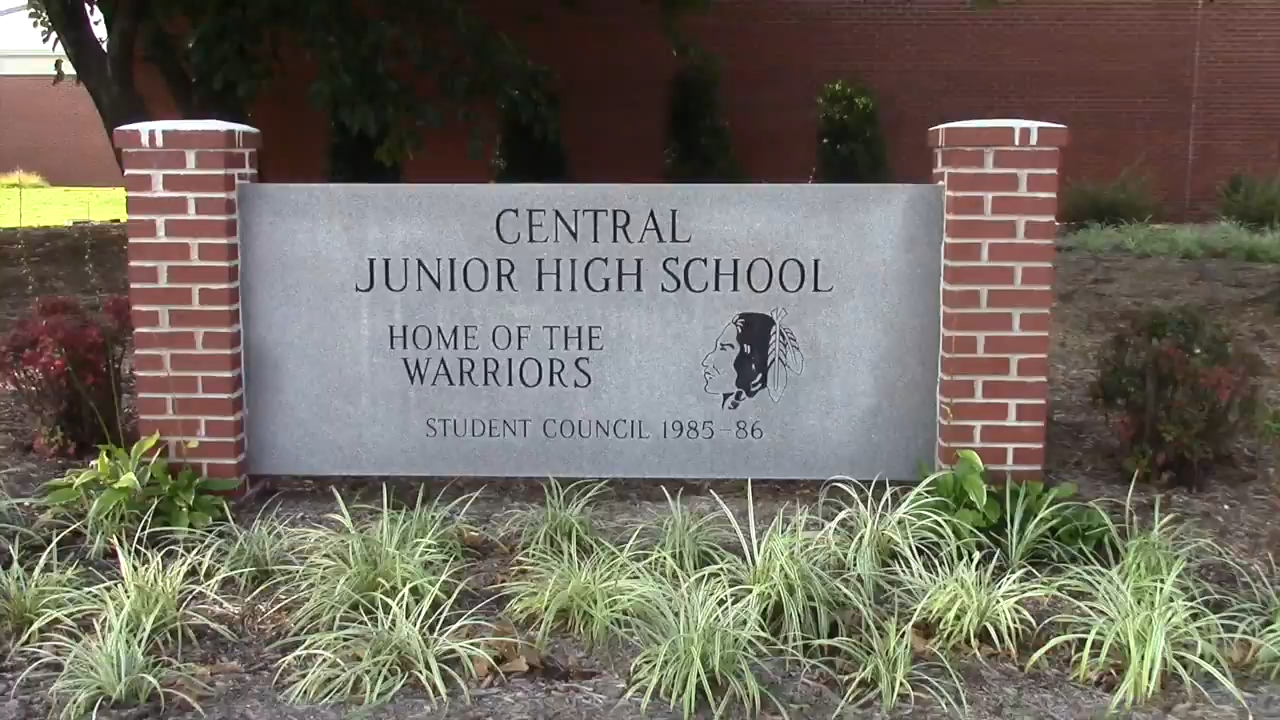 CENTRAL
JUNIOR HIGH SCHOOL
HOME OF THE
WARRIORS
STUDENT COUNCIL 1985-86